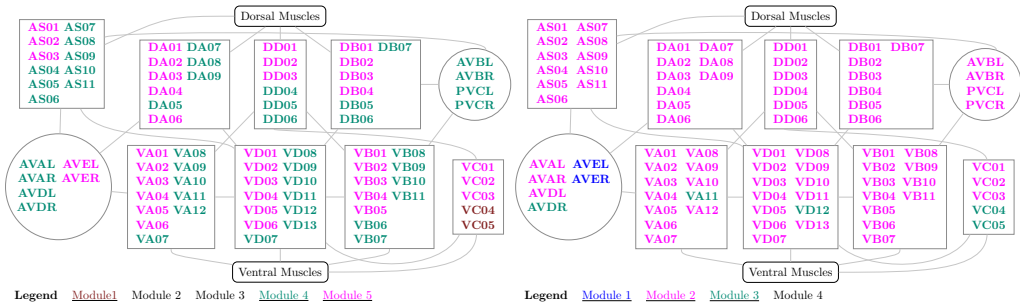 Dorsal Muscles
AS01 AS07
AS02 AS08
AS03 AS09
AS04 AS10
AS05 AS11
AS06
DA01 DA07
DA02 DA08
DA03 DA09
DA04
DA05
DA06
DD01
DD02
DD03
DD04
DD05
DD06
DB01 DB07
DB02
DB03
DB04
DB05
DB06
AVBL
AVBR
PVCL
PVCR
AVAL AVEL
AVAR AVER
AVDL
AVDR
VA01 VA08
VA02 VA09
VA03 VA10
VA04 VA11
VA05 VA12
VA06
VA07
VD01 VD08
VD02 VD09
VD03 VD10
VD04 VD11
VD05 VD12
VD06 VD13
VD07
VB01 VB08
VB02 VB09
VB03 VB10
VB04 VB11
VB05
VB06
VB07
VC01
VC02
VC03
VC04
VC05
Ventral Muscles
Legend Module1 Module 2 Module 3 Module 4 Module 5
Dorsal Muscles
AS01 AS07
AS02 AS08
AS03 AS09
AS04 AS10
AS05 AS11
AS06
DA01 DA07
DA02 DA08
DA03 DA09
DA04
DA05
DA06
DD01
DD02
DD03
DD04
DD05
DD06
DB01 DB07
DB02
DB03
DB04
DB05
DB06
AVBL
AVBR
PVCL
PVCR
AVAL AVEL
AVAR AVER
AVDL
AVDR
VA01 VA08
VA02 VA09
VA03 VA10
VA04 VA11
VA05 VA12
VA06
VA07
VD01 VD08
VD02 VD09
VD03 VD10
VD04 VD11
VD05 VD12
VD06 VD13
VD07
VB01 VB08
VB02 VB09
VB03 VB10
VB04 VB11
VB05
VB06
VB07
VC01
VC02
VC03
VC04
VC05
Ventral Muscles
Legend Module 1 Module 2 Module 3 Module 4